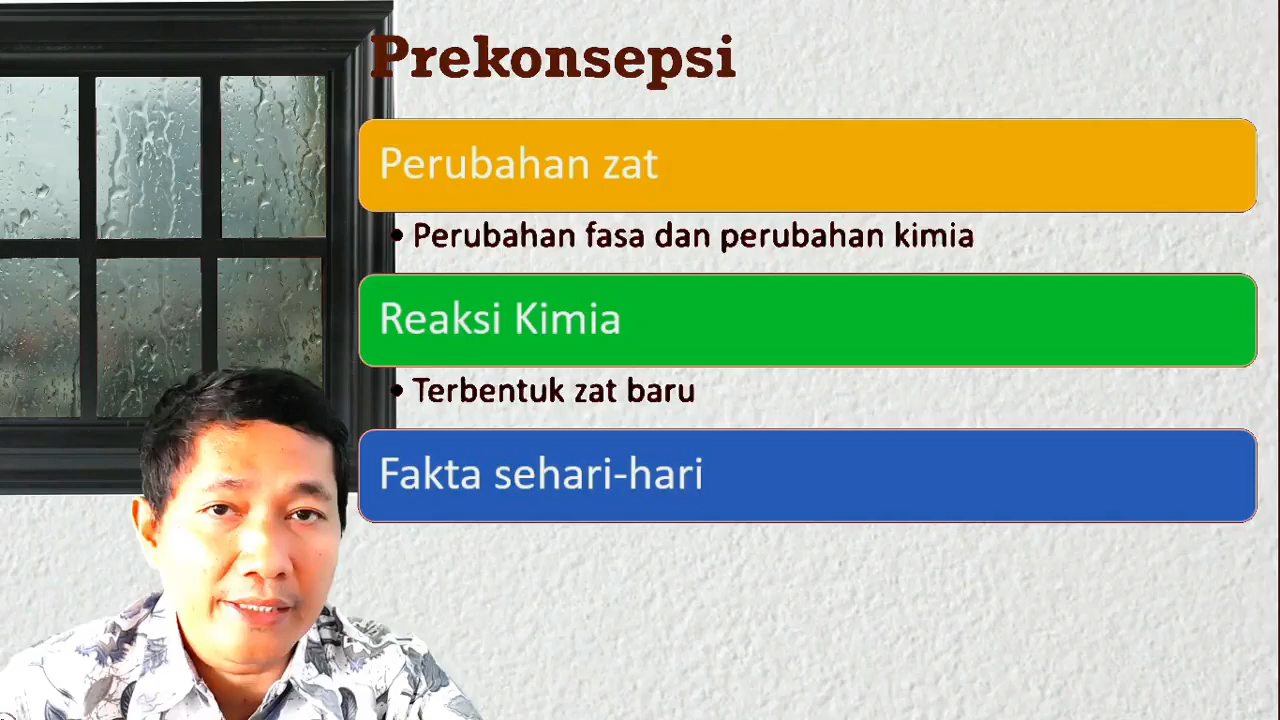 Prekonsepsi
Perubahan zat
• Perubahan fasa dan perubahan kimia
Reaksi Kimia
• Terbentuk zat baru
Fakta sehari-hari